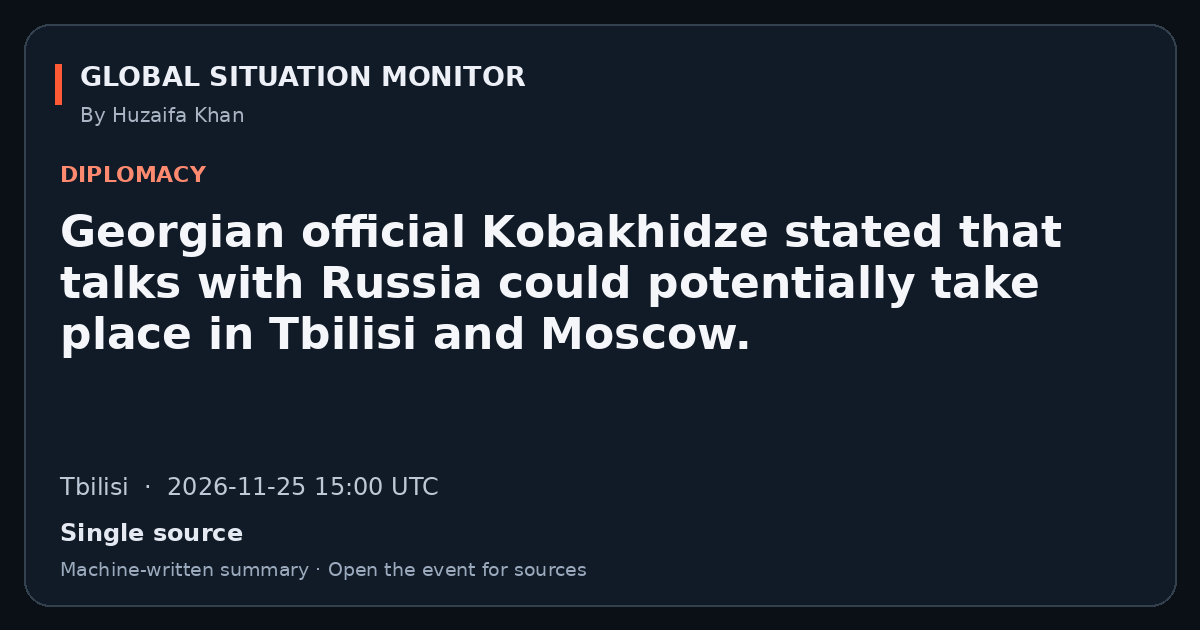 GLOBAL SITUATION MONITOR
By Huzaifa Khan
DIPLOMACY
Georgian official Kobakhidze stated that
talks with Russia could potentially take
place in Tbilisi and Moscow.
Tbilisi · 2026-11-25 15:00 UTC
Single source
Machine-written summary · Open the event for sources